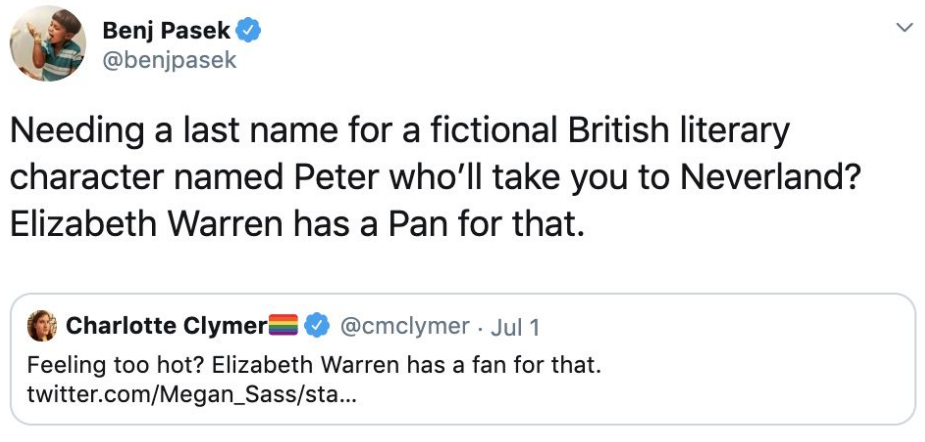 Benj Pasek
@benjpasek
Needing a last name for a fictional British literary
character named Peter who’ll take you to Neverland?
Elizabeth Warren has a Pan for that.
Charlotte Clymer🏳️‍🌈 @cmclymer · Jul 1
Feeling too hot? Elizabeth Warren has a fan for that.
twitter.com/Megan_Sass/sta...